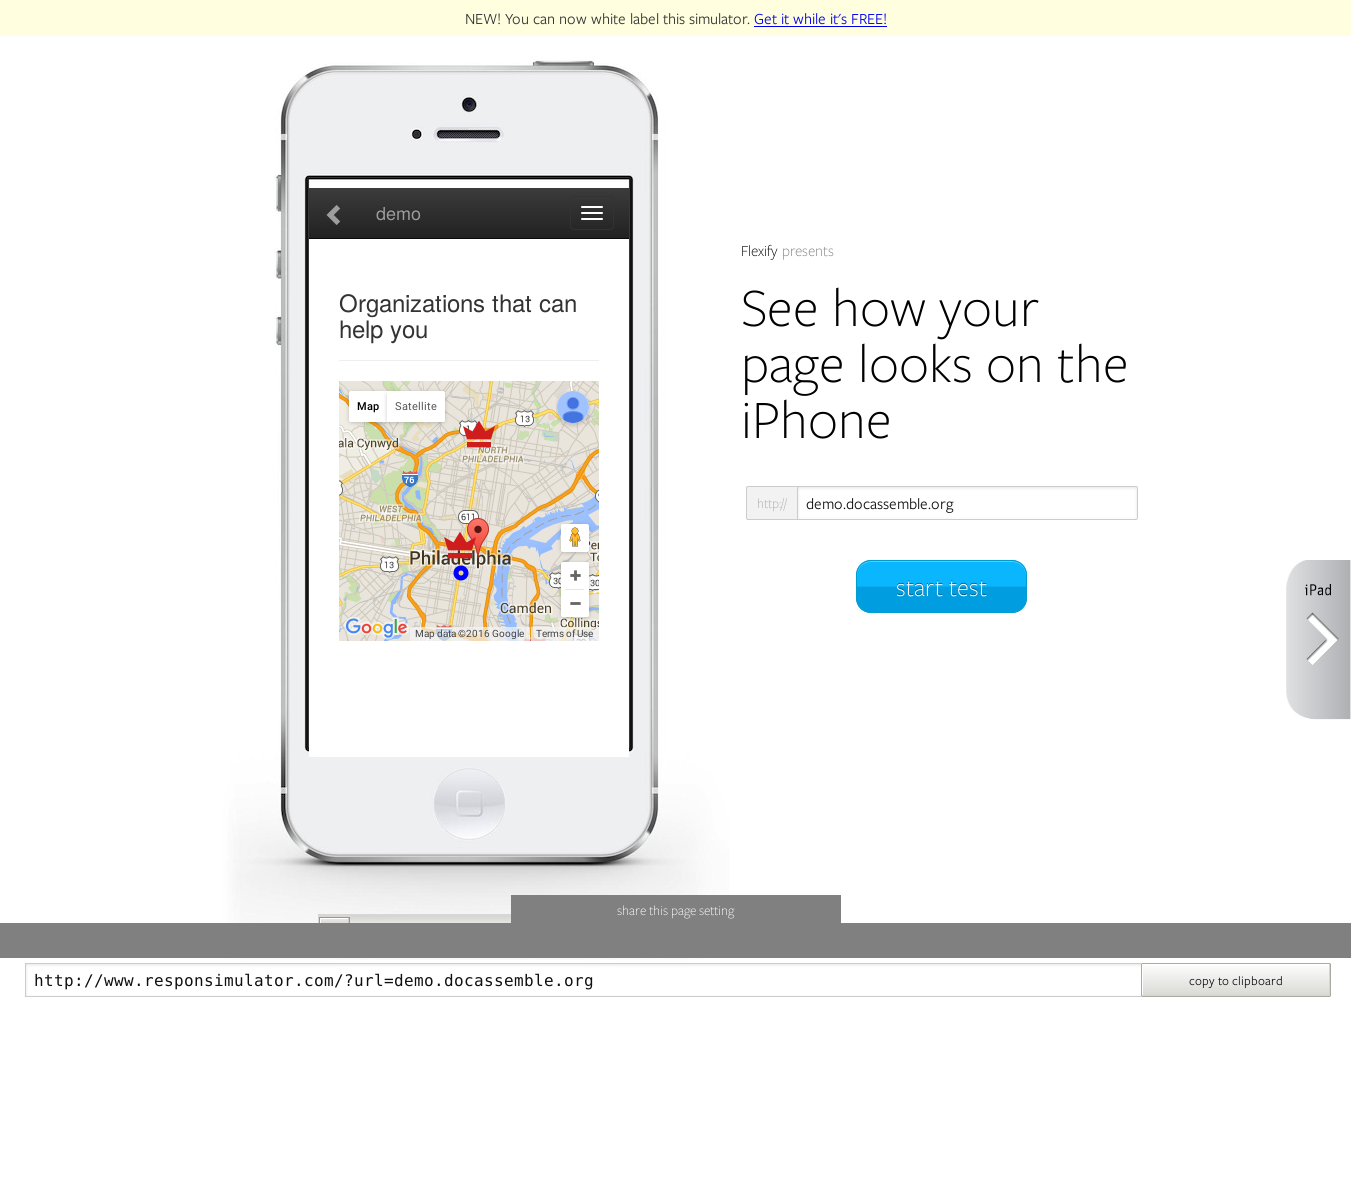 NEW! You can now white label this simulator. Get it while it's FREE!
demo
Organizations that can
help you
Map Satellite
13
ala Cynwyd
NORTH
PHILADELPHIA
76
WEST
PHILADELPHIA
611
Philadelphia
13
30
Camden
Collings
Google
Map data ©2016 Google
Terms of Use
Flexify presents
See how your
page looks on the
iPhone
http://
demo.docassemble.org
start test
iPad
share this page setting
http://www.responsimulator.com/?url=demo.docassemble.org
copy to clipboard